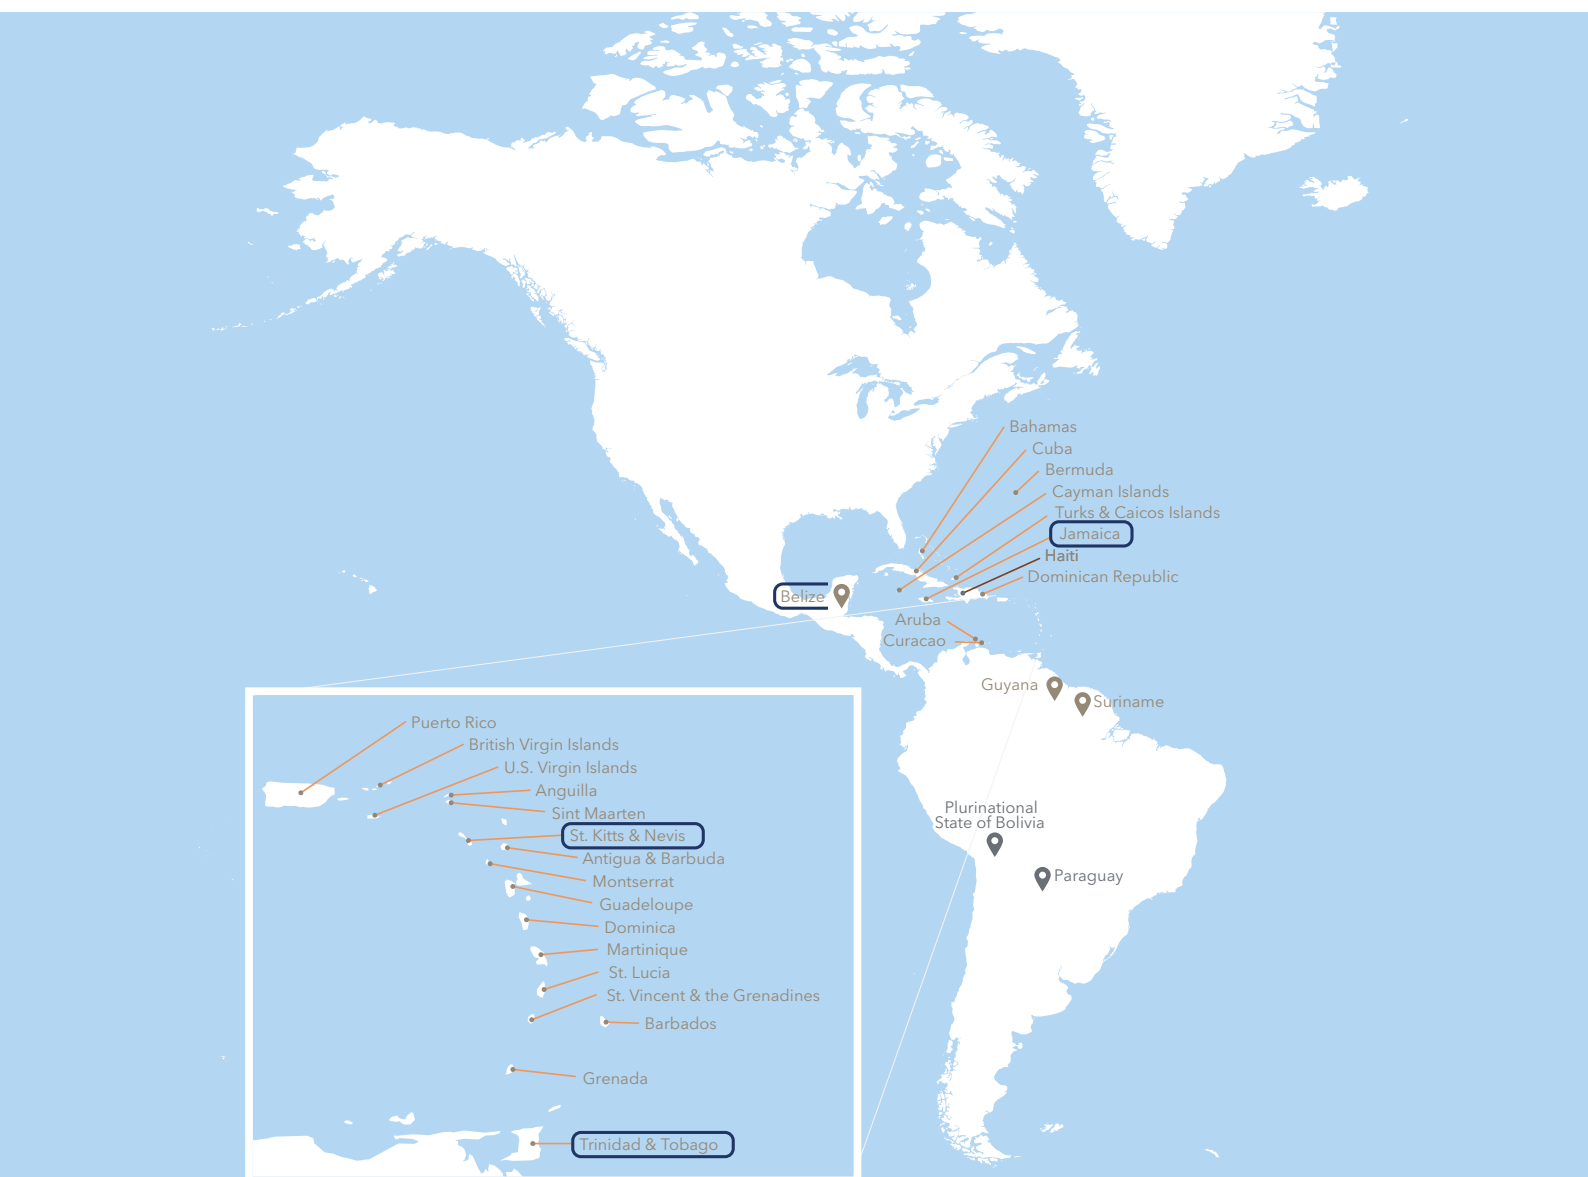 Bahamas
Cuba
Bermuda
Cayman Islands
Turks & Caicos Islands
Jamaica
Haiti
Dominican Republic
Belize
Aruba
Curacao
Guyana
Suriname
Puerto Rico
British Virgin Islands
U.S. Virgin Islands
Anguilla
Sint Maarten
St. Kitts & Nevis
Antigua & Barbuda
Montserrat
Guadeloupe
Dominica
Martinique
St. Lucia
St. Vincent & the Grenadines
Barbados
Grenada
Trinidad & Tobago
Plurinational
State of Bolivia
Paraguay